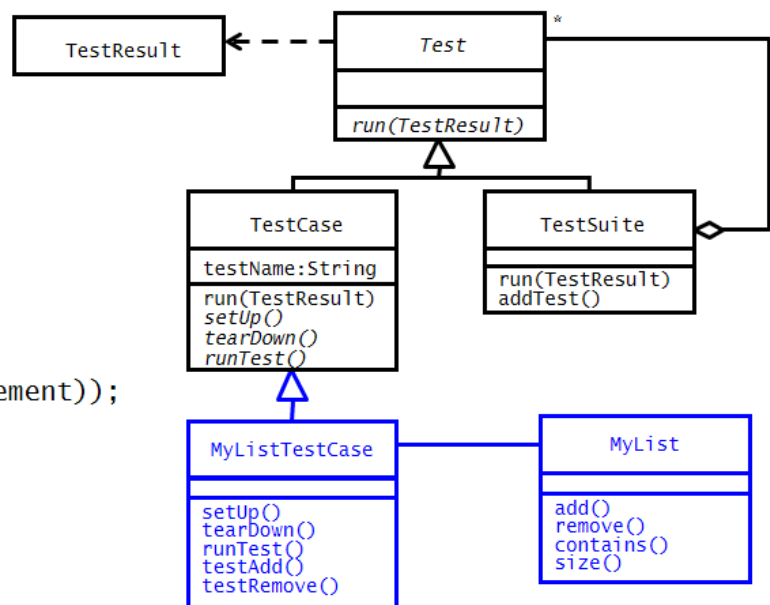 *
TestResult
Test
run(TestResult)
TestCase
testName:String
run(TestResult)
setUp()
tearDown()
runTest()
TestSuite
run(TestResult)
addTest()
ement));
MyListTestCase
setUp()
tearDown()
runTest()
testAdd()
testRemove()
MyList
add()
remove()
contains()
size()